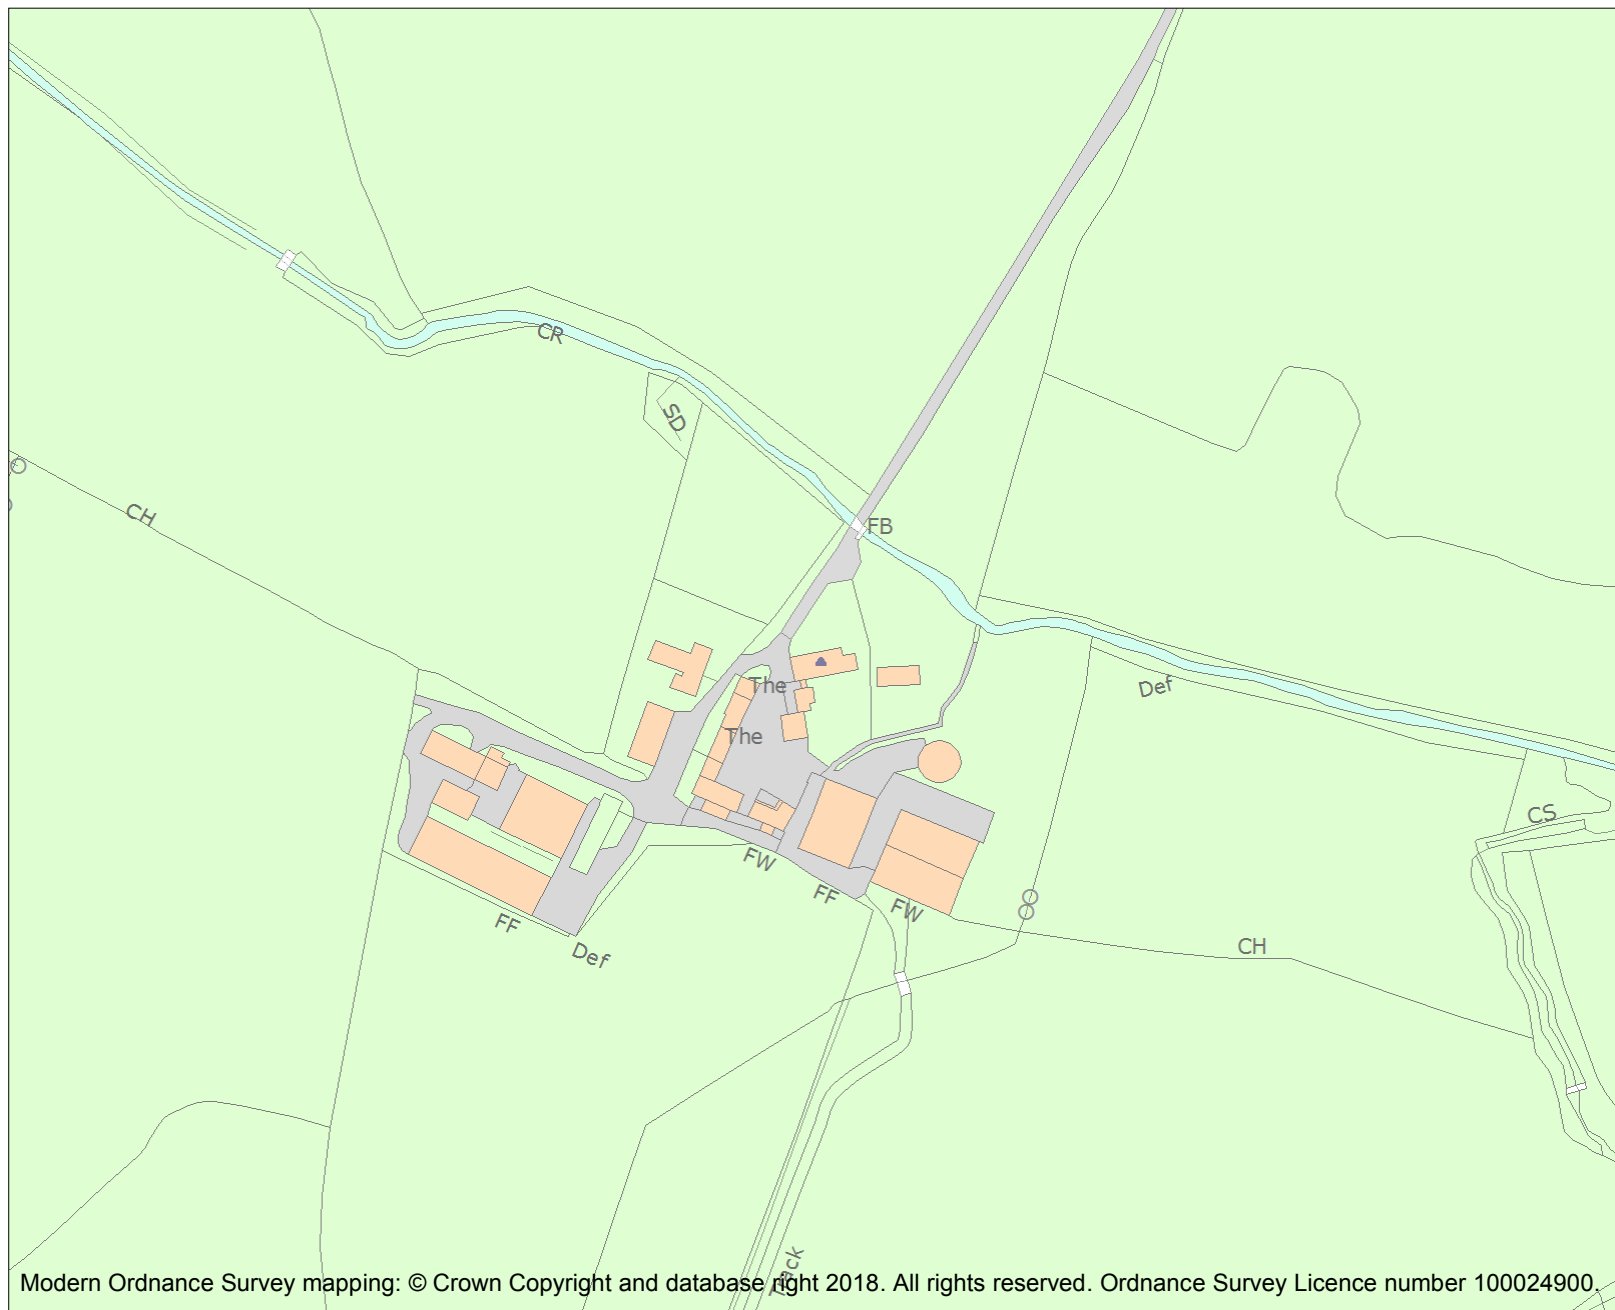 CR
SD
CH
FB
The
Def
The
CS
FW
FF
FW
FF
Def
CH
Track
Modern Ordnance Survey mapping: © Crown Copyright and database right 2018. All rights reserved. Ordnance Survey Licence number 100024900.